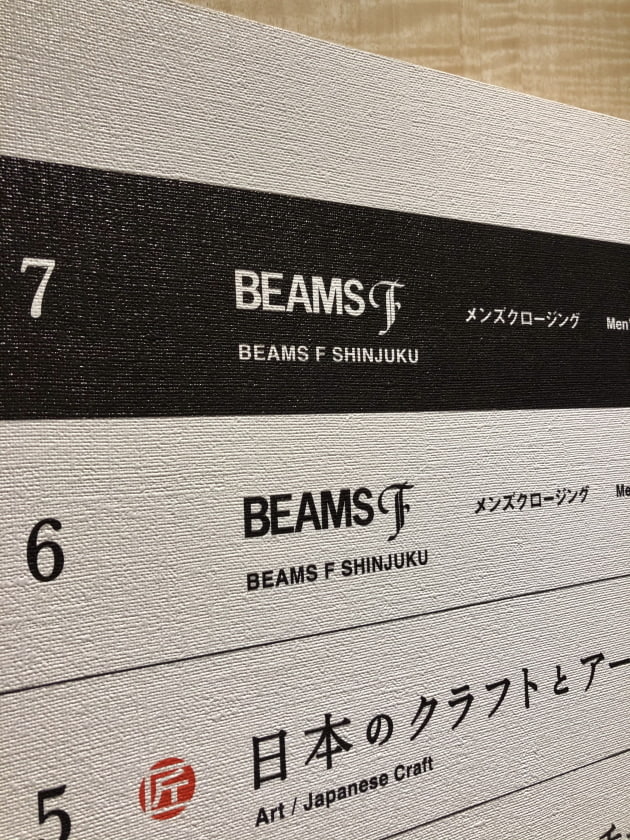 7
BEAMS F
BEAMS F SHINJUKU
メンズクロージング
6
BEAMS F
BEAMS F SHINJUKU
メンズクロージング
5
匠
日本のクラフトとアー
Art / Japanese Craft